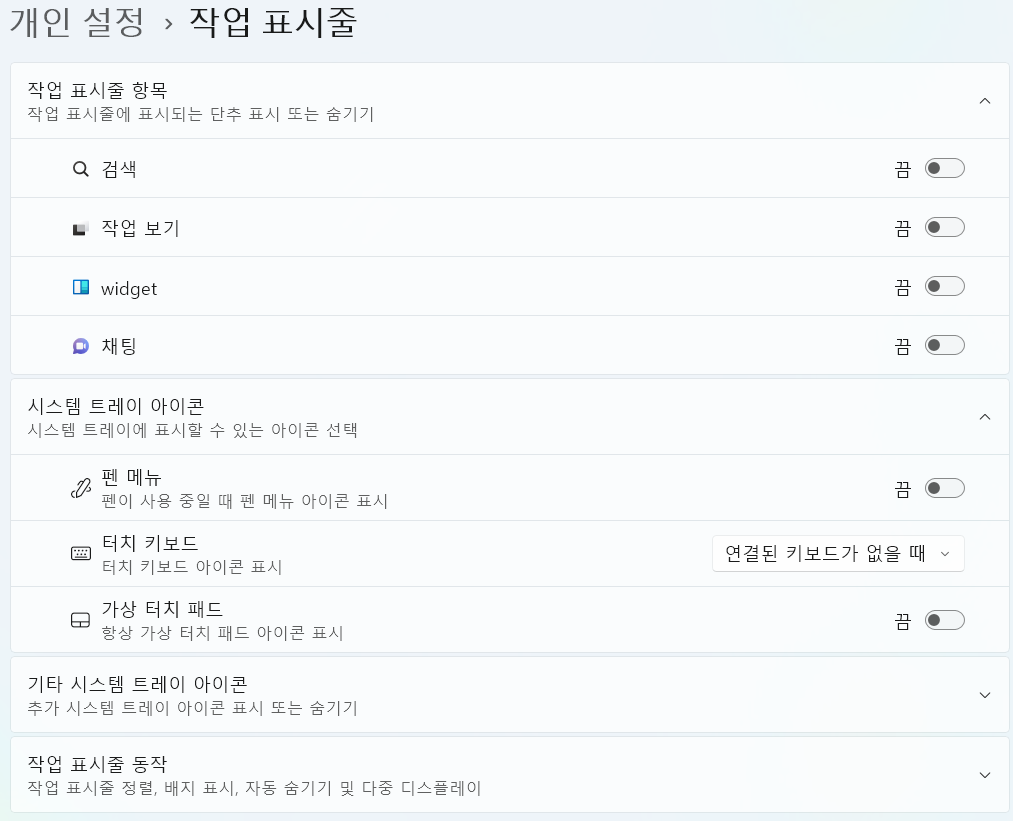 개인 설정 › 작업 표시줄
작업 표시줄 항목
작업 표시줄에 표시되는 단추 표시 또는 숨기기
검색 끔
작업 보기 끔
widget 끔
채팅 끔
시스템 트레이 아이콘
시스템 트레이에 표시할 수 있는 아이콘 선택
펜 메뉴
펜이 사용 중일 때 펜 메뉴 아이콘 표시
끔
터치 키보드
터치 키보드 아이콘 표시
연결된 키보드가 없을 때
가상 터치 패드
항상 가상 터치 패드 아이콘 표시
끔
기타 시스템 트레이 아이콘
추가 시스템 트레이 아이콘 표시 또는 숨기기
작업 표시줄 동작
작업 표시줄 정렬, 배지 표시, 자동 숨기기 및 다중 디스플레이